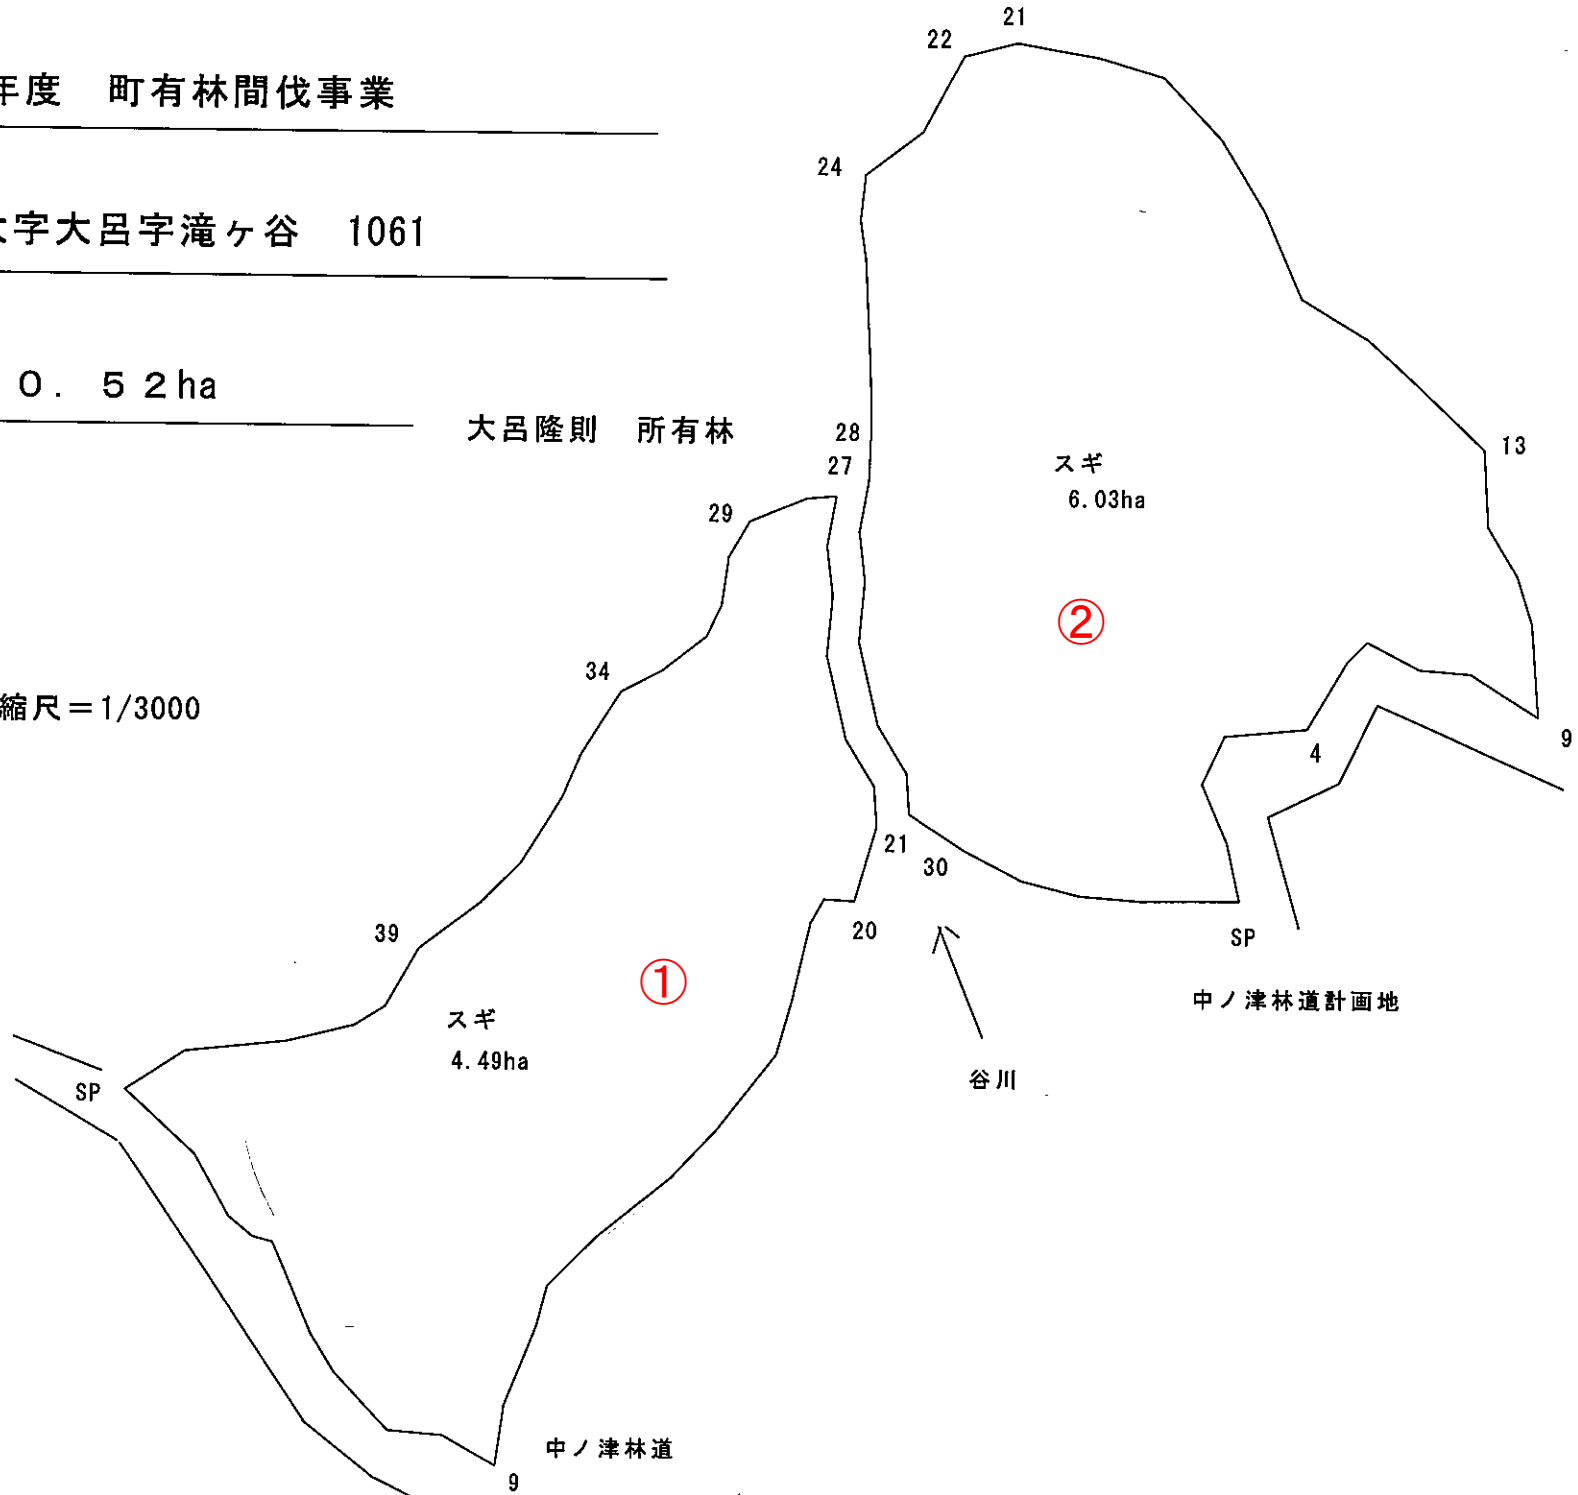 年度　町有林間伐事業
大字大呂字滝ヶ谷　1061
０．５２ha
大呂隆則　所有林
縮尺＝1/3000
21
22
24
28
27
29
13
スギ
6.03ha
②
34
9
4
21
30
39
20
SP
①
スギ
4.49ha
中ノ津林道計画地
谷川
SP
中ノ津林道
9